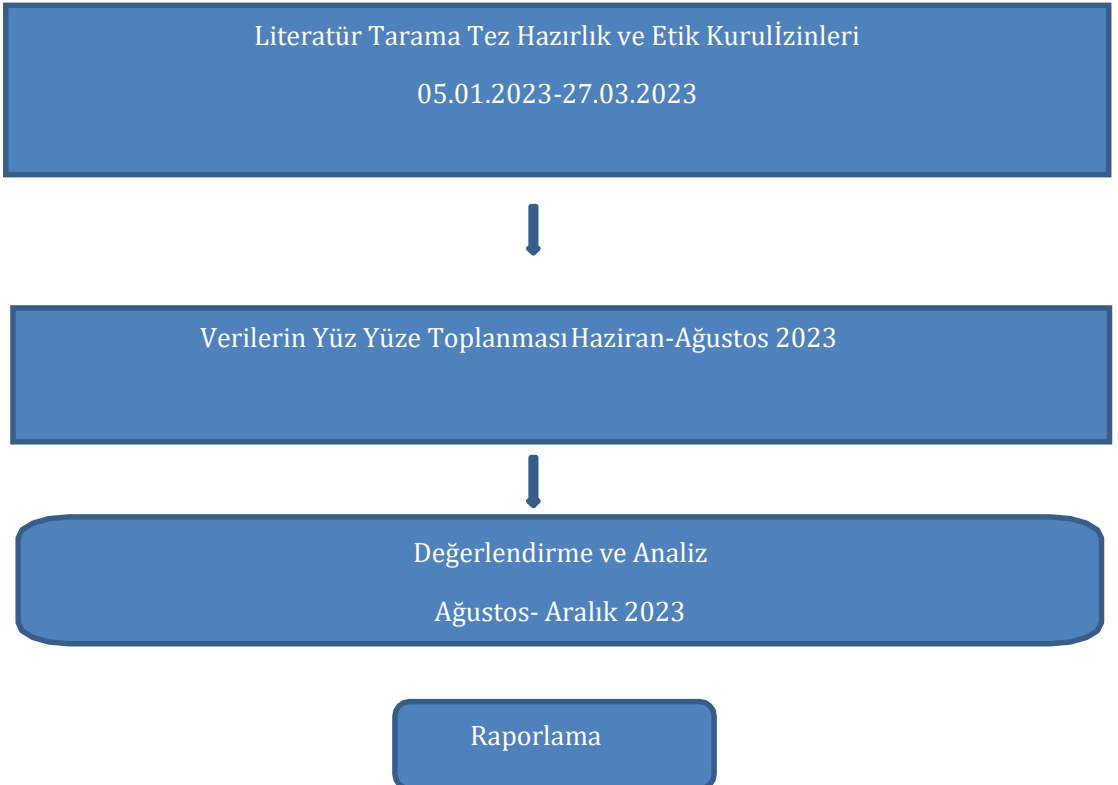 Literatür Tarama Tez Hazırlık ve Etik Kurulİzinleri
05.01.2023-27.03.2023
Verilerin Yüz Yüze Toplanması Haziran-Ağustos 2023
Değerlendirme ve Analiz
Ağustos- Aralık 2023
Raporlama